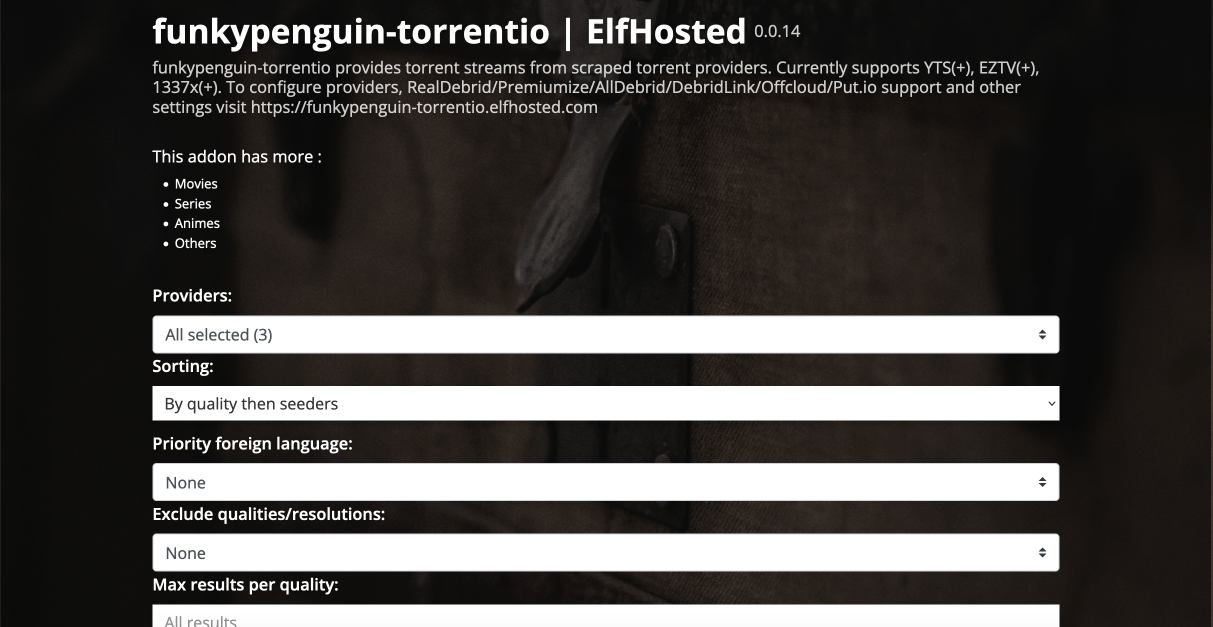 funkypenguin-torrentio | ElfHosted 0.0.14
funkypenguin-torrentio provides torrent streams from scraped torrent providers. Currently supports YTS(+), EZTV(+),
1337x(+). To configure providers, RealDebrid/Premiumize/AllDebrid/DebridLink/Offcloud/Put.io support and other
settings visit https://funkypenguin-torrentio.elfhosted.com
This addon has more :
• Movies
• Series
• Animes
• Others
Providers:
All selected (3)
Sorting:
By quality then seeders
Priority foreign language:
None
Exclude qualities/resolutions:
None
Max results per quality:
All results